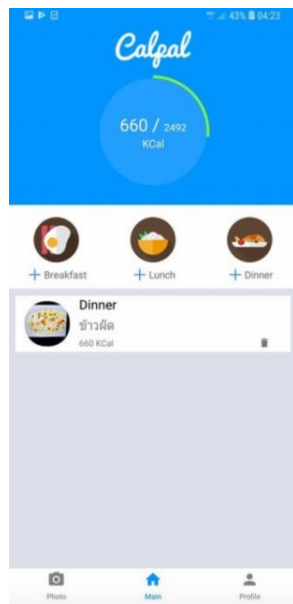 43% 04:23
Calpal
660 / 2492
KCal
+ Breakfast
+ Lunch
+ Dinner
Dinner
ข้าวผัด
660 KCal
Photo
Main
Profile